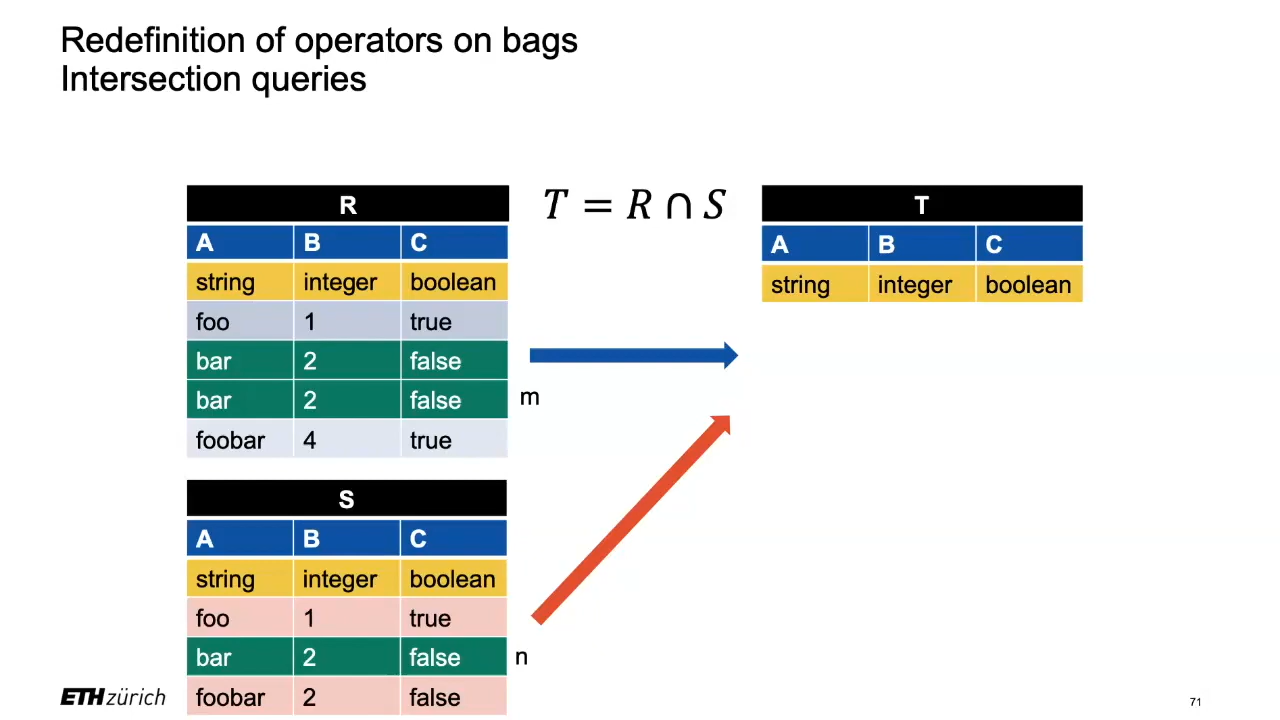 Redefinition of operators on bags
Intersection queries
R
A B C
string integer boolean
foo 1 true
bar 2 false
bar 2 false
m
foobar 4 true
T = R ∩ S
T
A B C
string integer boolean
S
A B C
string integer boolean
foo 1 true
bar 2 false
n
foobar 2 false
ETH zürich
71